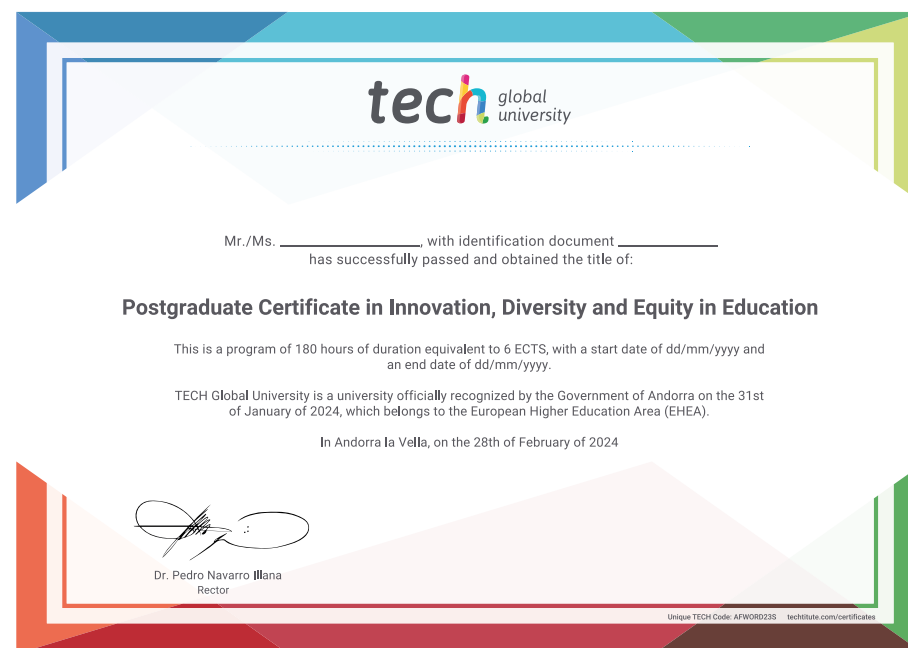 tech global university
Mr./Ms. ________________, with identification document ____________
has successfully passed and obtained the title of:
Postgraduate Certificate in Innovation, Diversity and Equity in Education
This is a program of 180 hours of duration equivalent to 6 ECTS, with a start date of dd/mm/yyyy and
an end date of dd/mm/yyyy.
TECH Global University is a university officially recognized by the Government of Andorra on the 31st
of January of 2024, which belongs to the European Higher Education Area (EHEA).
In Andorra la Vella, on the 28th of February of 2024
Dr. Pedro Navarro Illana
Rector
Unique TECH Code: AFWORD23S techtitute.com/certificates